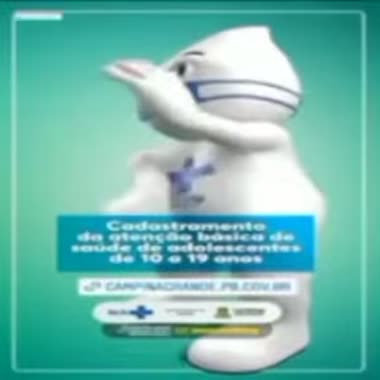 Cadastramento
da atenção básica de
saúde de adolescentes
de 10 a 19 anos
CAMPINAGRANDE.PB.GOV.BR